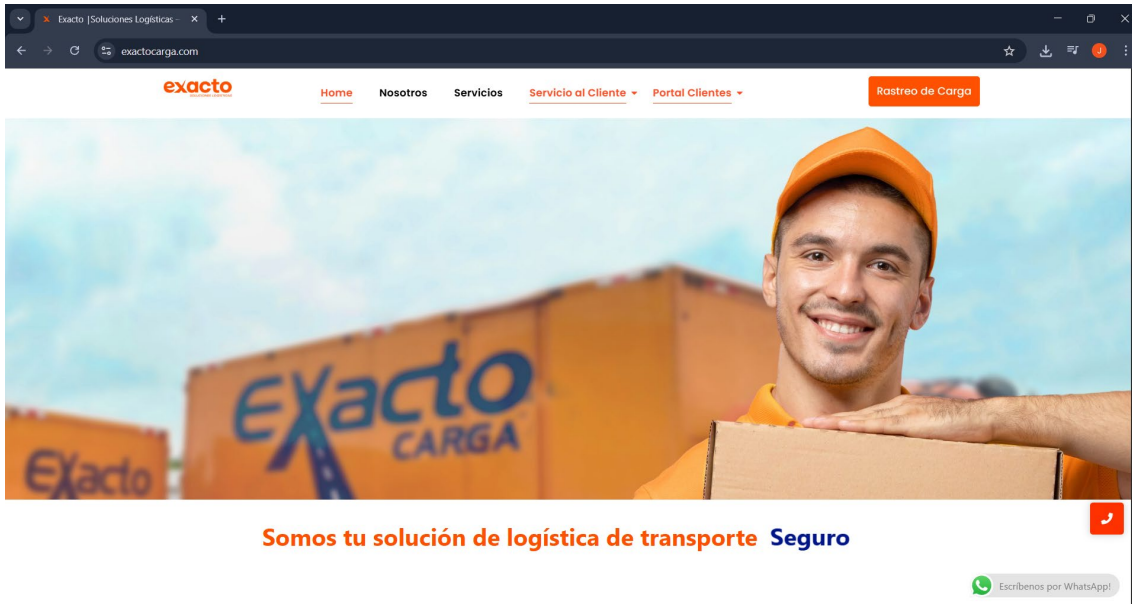 Exacto |Soluciones Logísticas –
exactocarga.com
J
exacto
Home Nosotros Servicios Servicio al Cliente Portal Clientes Rastreo de Carga
Exacto
CARGA
Exacto
Somos tu solución de logística de transporte Seguro
Escríbenos por WhatsApp!